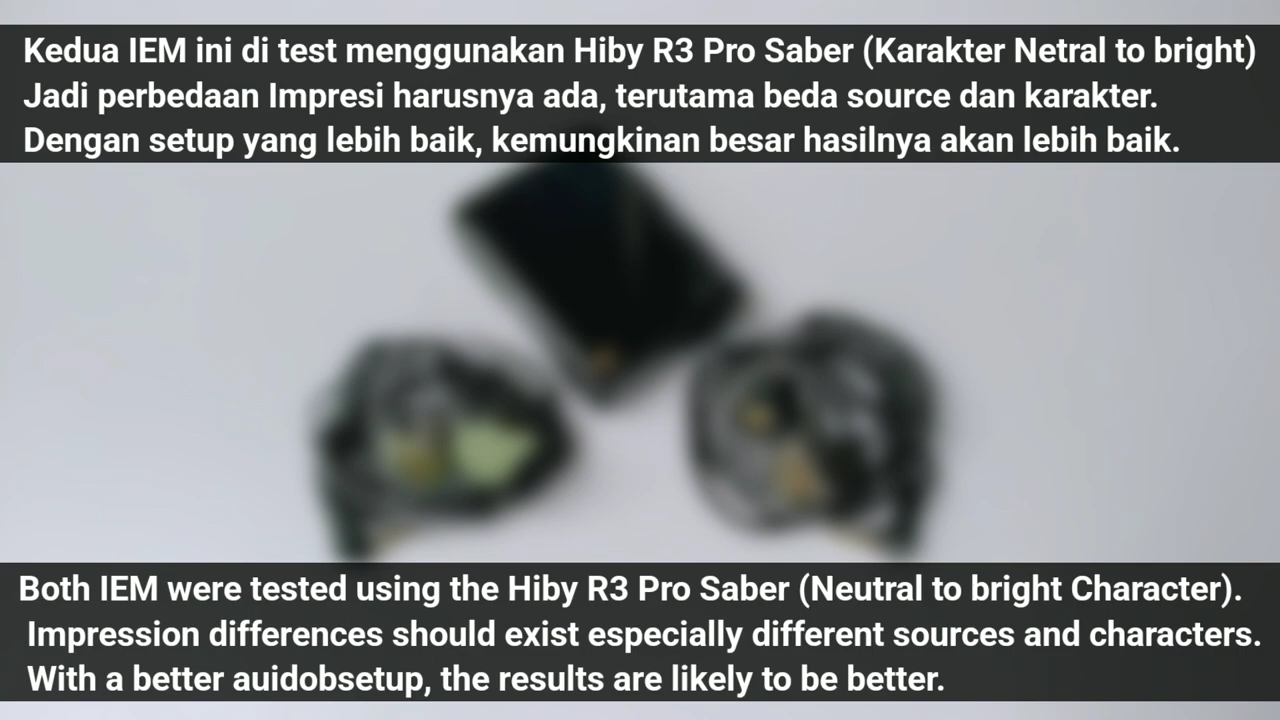 Kedua IEM ini di test menggunakan Hiby R3 Pro Saber (Karakter Netral to bright)
Jadi perbedaan Impresi harusnya ada, terutama beda source dan karakter.
Dengan setup yang lebih baik, kemungkinan besar hasilnya akan lebih baik.
Both IEM were tested using the Hiby R3 Pro Saber (Neutral to bright Character).
Impression differences should exist especially different sources and characters.
With a better auidobsetup, the results are likely to be better.